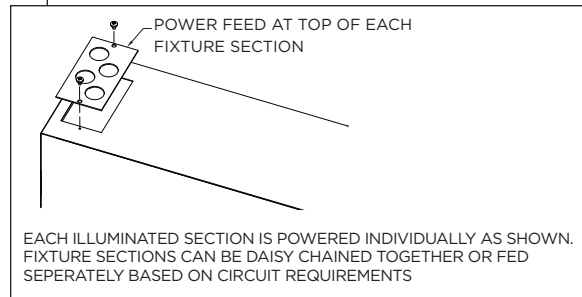 POWER FEED AT TOP OF EACH
FIXTURE SECTION
EACH ILLUMINATED SECTION IS POWERED INDIVIDUALLY AS SHOWN.
FIXTURE SECTIONS CAN BE DAISY CHAINED TOGETHER OR FED
SEPERATELY BASED ON CIRCUIT REQUIREMENTS